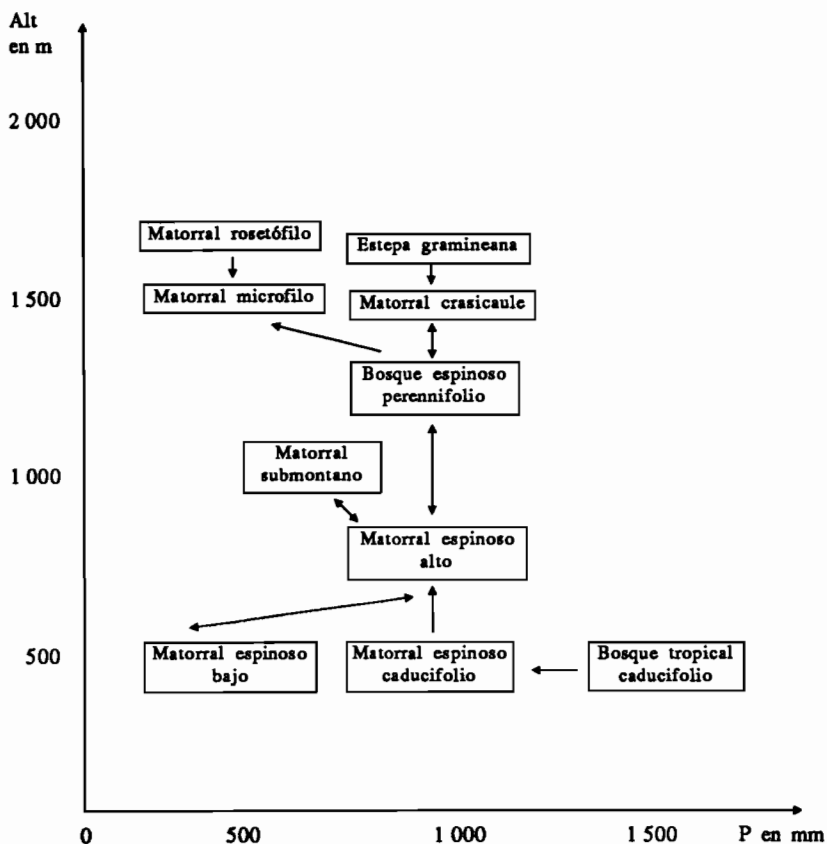 Alt
en m
2 000
Matorral rosetófilo
Estepa gramineana
Matorral microfilo
1 500
Matorral crasicaule
Bosque espinoso
perennifolio
Matorral
submontano
1 000
Matorral espinoso
alto
500
Matorral espinoso
bajo
Matorral espinoso
caducifolio
Bosque tropical
caducifolio
0 500 1 000 1 500 P en mm